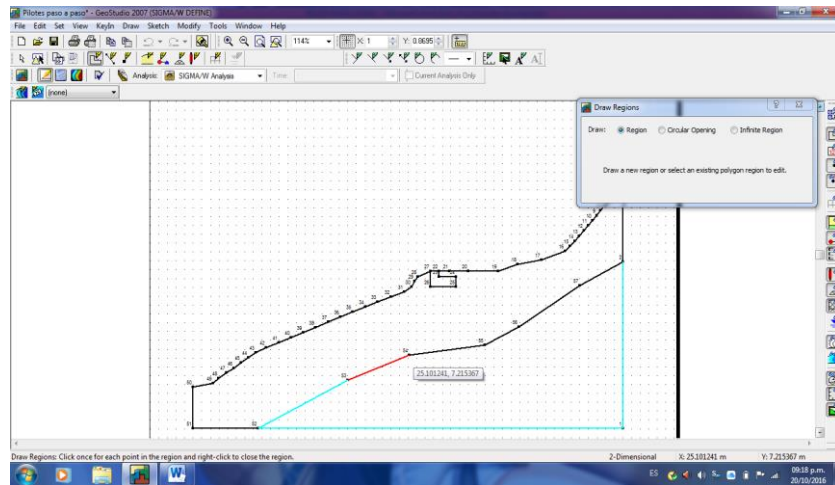 Pilotes paso a paso* - GeoStudio 2007 (SIGMA/W DEFINE)
File Edit Set View KeyIn Draw Sketch Modify Tools Window Help
114% X: 1 Y: 0.8695
Analysis: SIGMA/W Analysis Time: Current Analysis Only
(none)
Draw Regions
Draw: Region Circular Opening Infinite Region
Draw a new region or select an existing polygon region to edit.
25.101241, 7.215367
Draw Regions: Click once for each point in the region and right-click to close the region. 2-Dimensional X: 25.101241 m Y: 7.215367 m
ES 09:18 p.m.
20/10/2016